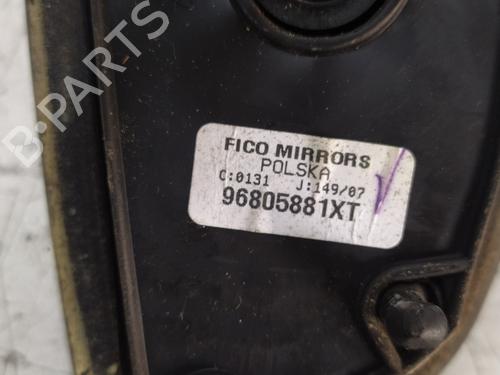 B-PARTS
FICO MIRRORS
POLSKA
C:0131 J:149/07
96805881XT